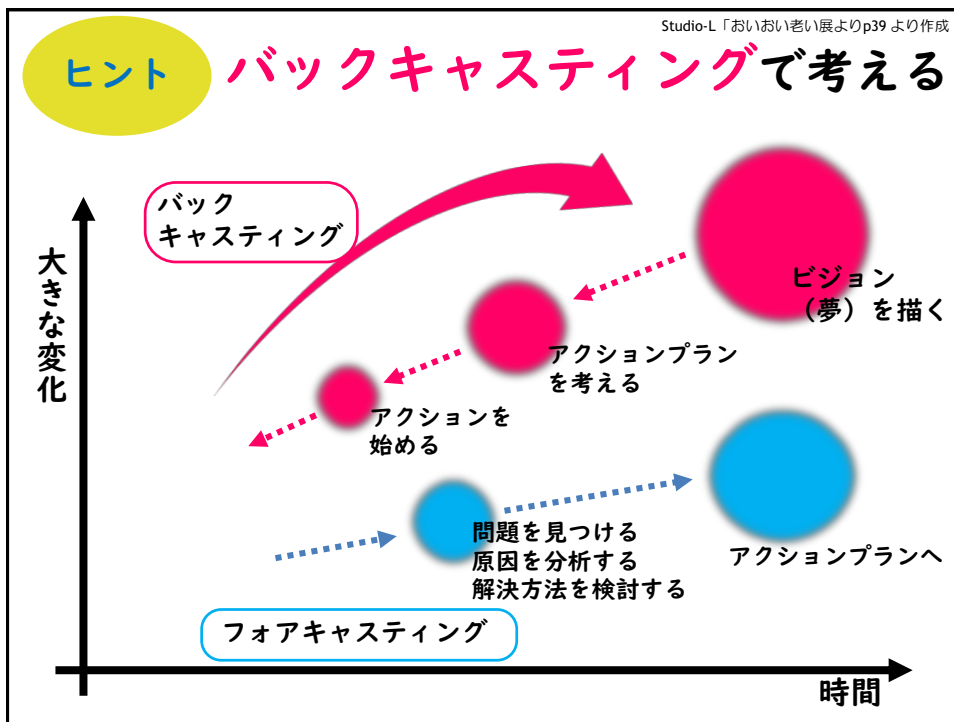 Studio-L「おいおい老い展よりp39 より作成
ヒント
バックキャスティングで考える
バック
キャスティング
大きな変化
ビジョン
（夢）を描く
アクションプラン
を考える
アクションを
始める
問題を見つける
原因を分析する
解決方法を検討する
アクションプランへ
フォアキャスティング
時間